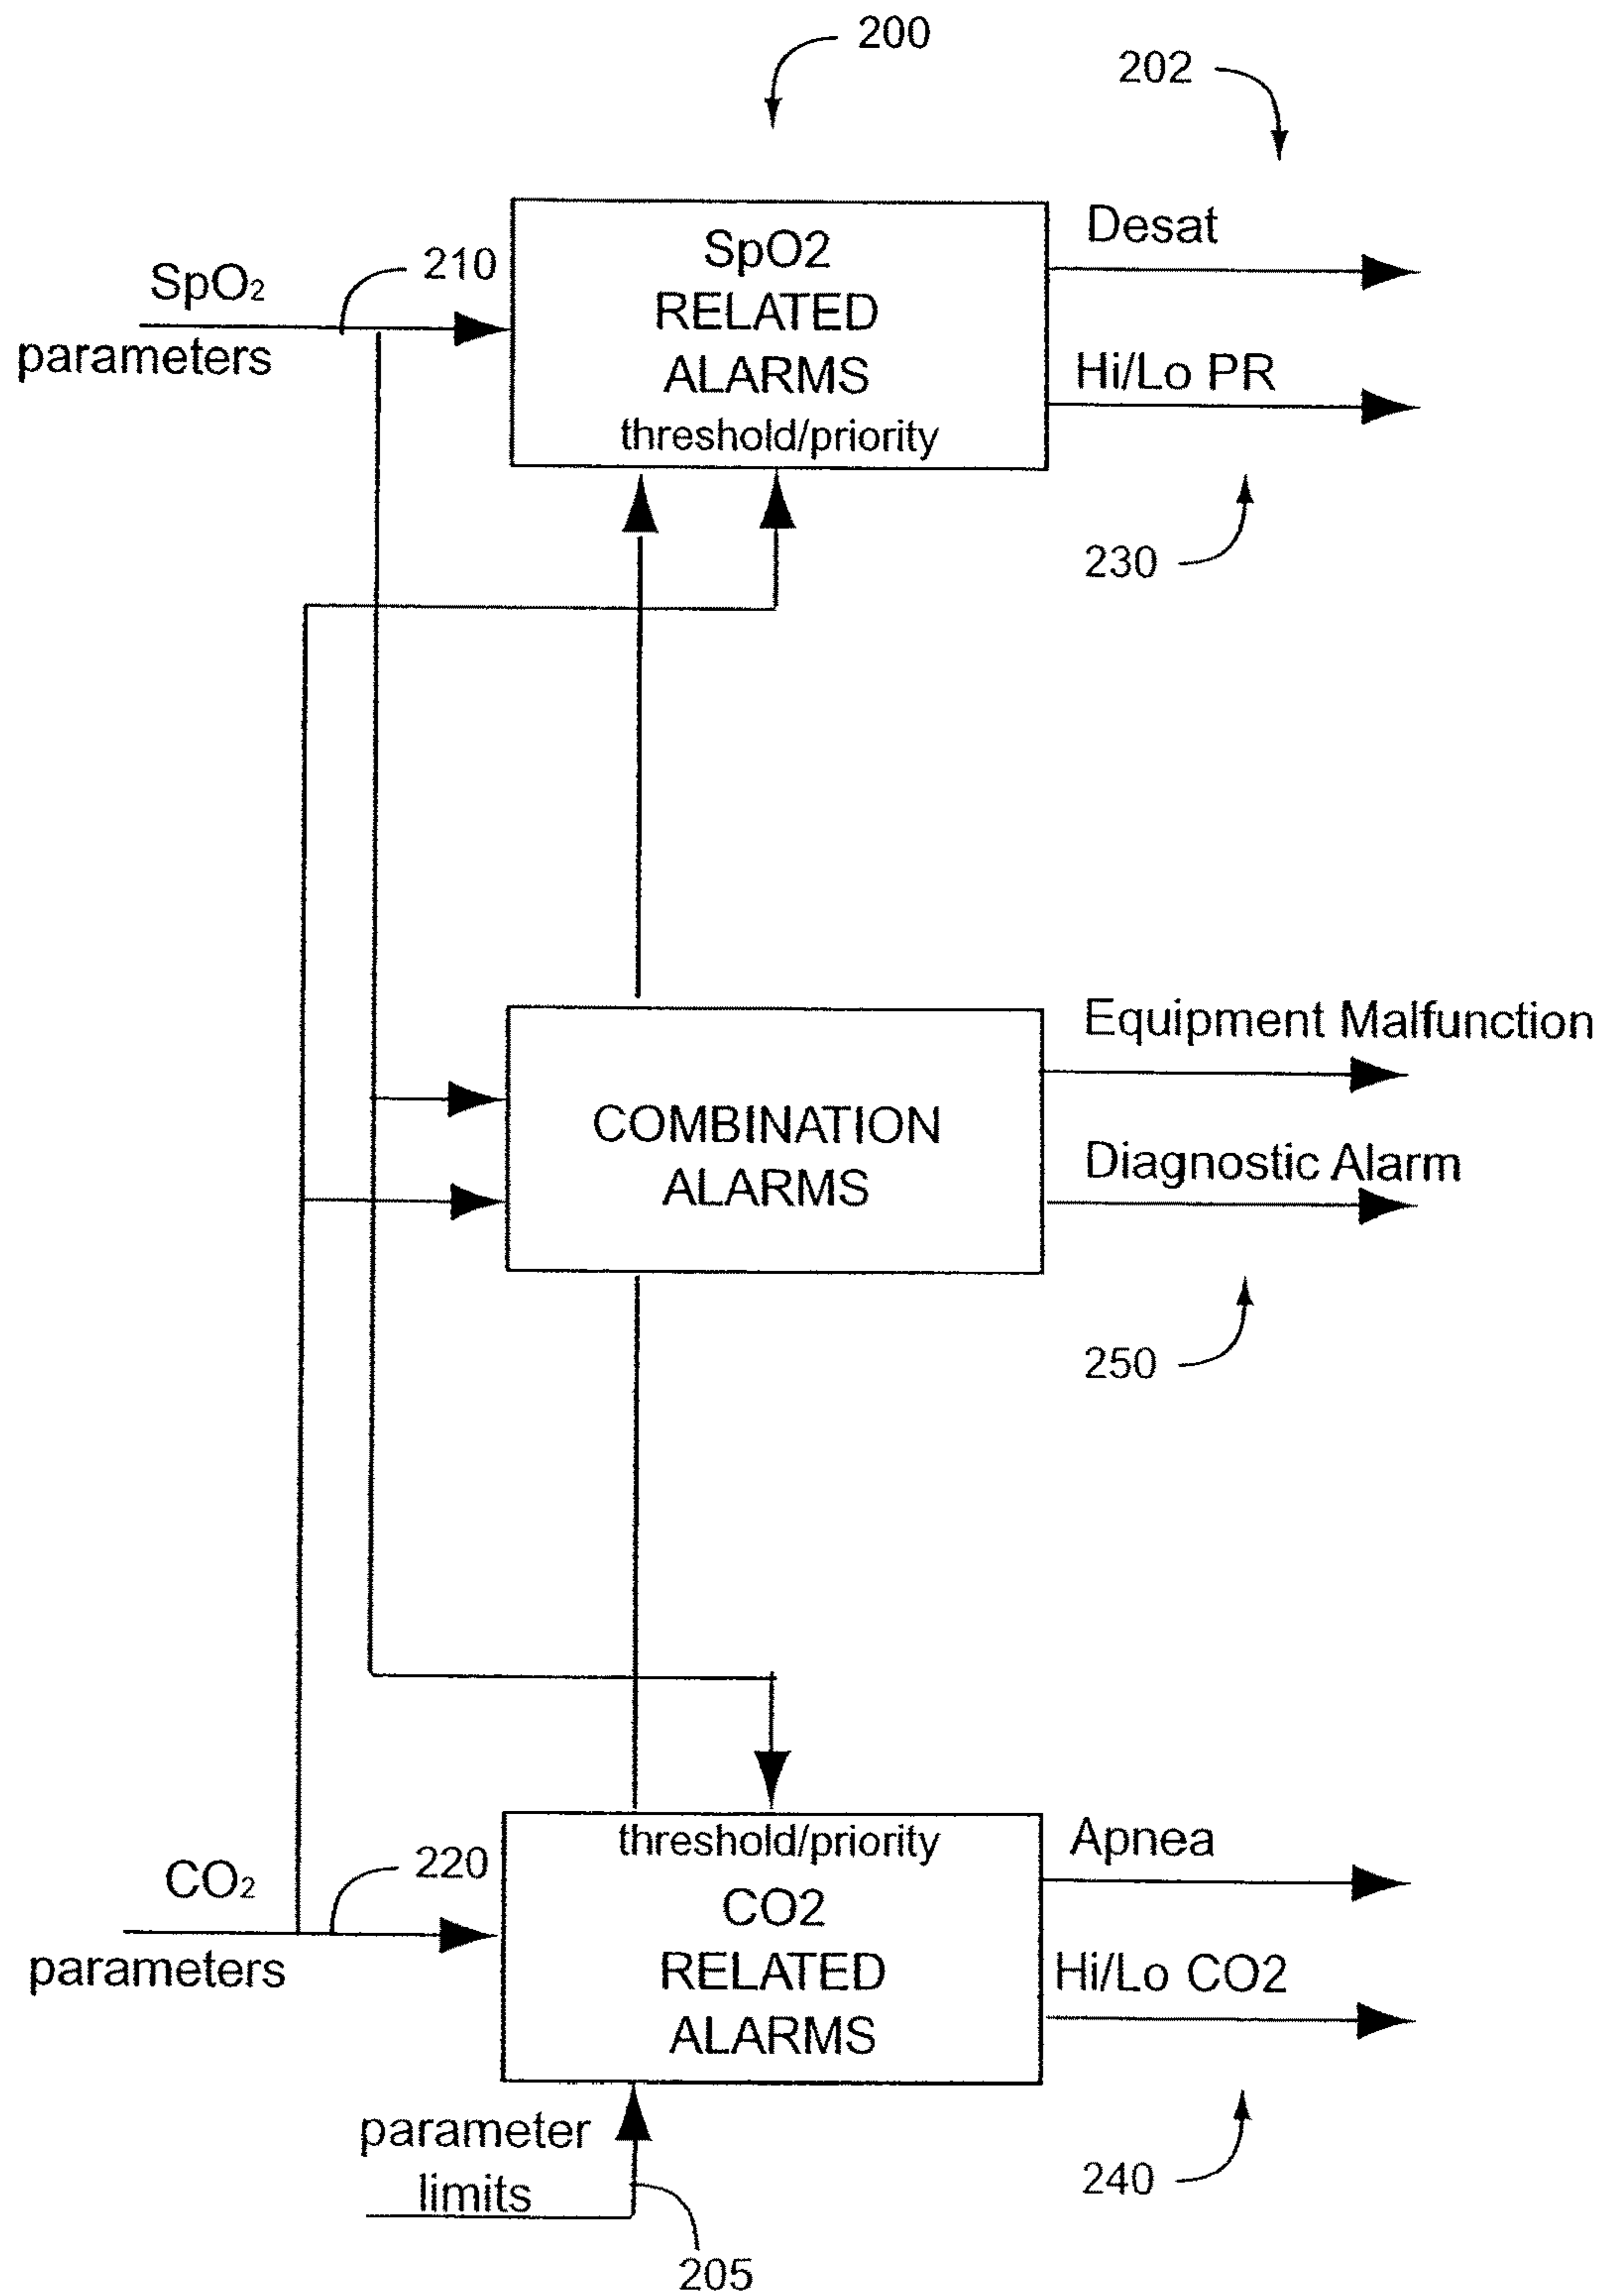 200
202
Desat
SpO2
RELATED
ALARMS
threshold/priority
210
SpO₂
parameters
Hi/Lo PR
230
Equipment Malfunction
COMBINATION
ALARMS
Diagnostic Alarm
250
threshold/priority
CO2
RELATED
ALARMS
Apnea
220
CO₂
parameters
Hi/Lo CO2
parameter
limits
240
205